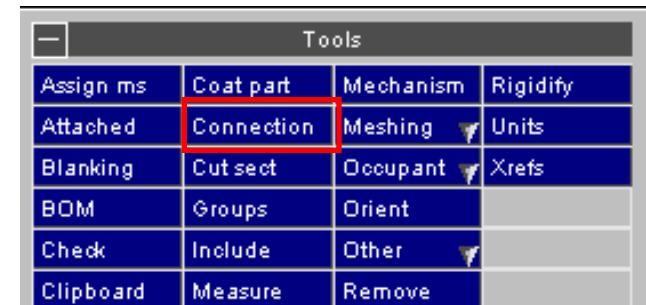 Tools
Assign ms Coat part Mechanism Rigidify
Attached Connection Meshing Units
Blanking Cut sect Occupant Xrefs
BOM Groups Orient
Check Include Other
Clipboard Measure Remove